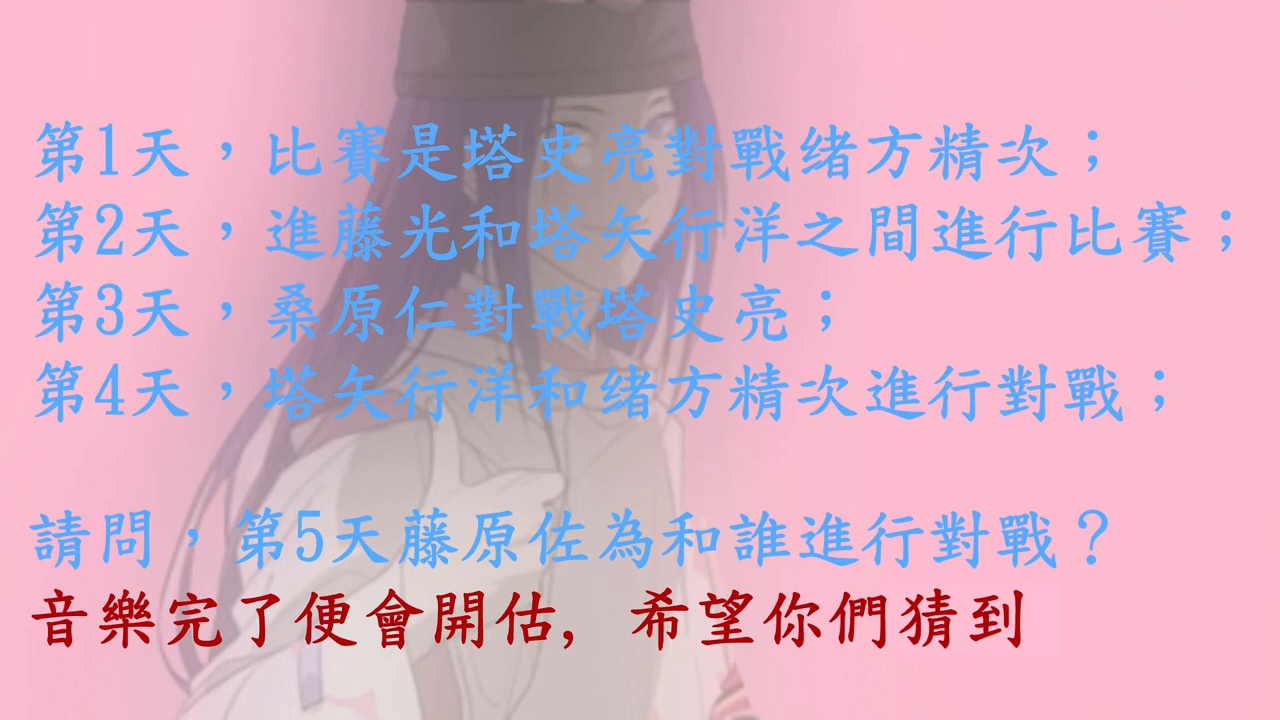 第1天，比賽是塔史亮對戰绪方精次；
第2天，進藤光和塔矢行洋之間進行比賽；
第3天，桑原仁對戰塔史亮；
第4天，塔矢行洋和绪方精次進行對戰；
請問，第5天藤原佐為和誰進行對戰？
音樂完了便會開估, 希望你們猜到